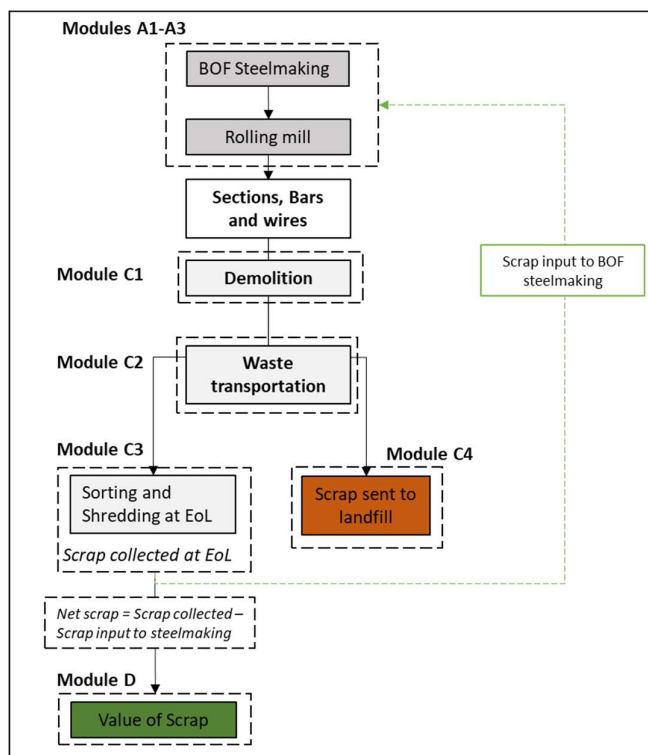 Modules A1-A3
BOF Steelmaking
Rolling mill
Sections, Bars
and wires
Module C1
Demolition
Scrap input to BOF
steelmaking
Module C2
Waste
transportation
Module C3
Sorting and
Shredding at EoL
Scrap collected at EoL
Module C4
Scrap sent to
landfill
Net scrap = Scrap collected –
Scrap input to steelmaking
Module D
Value of Scrap